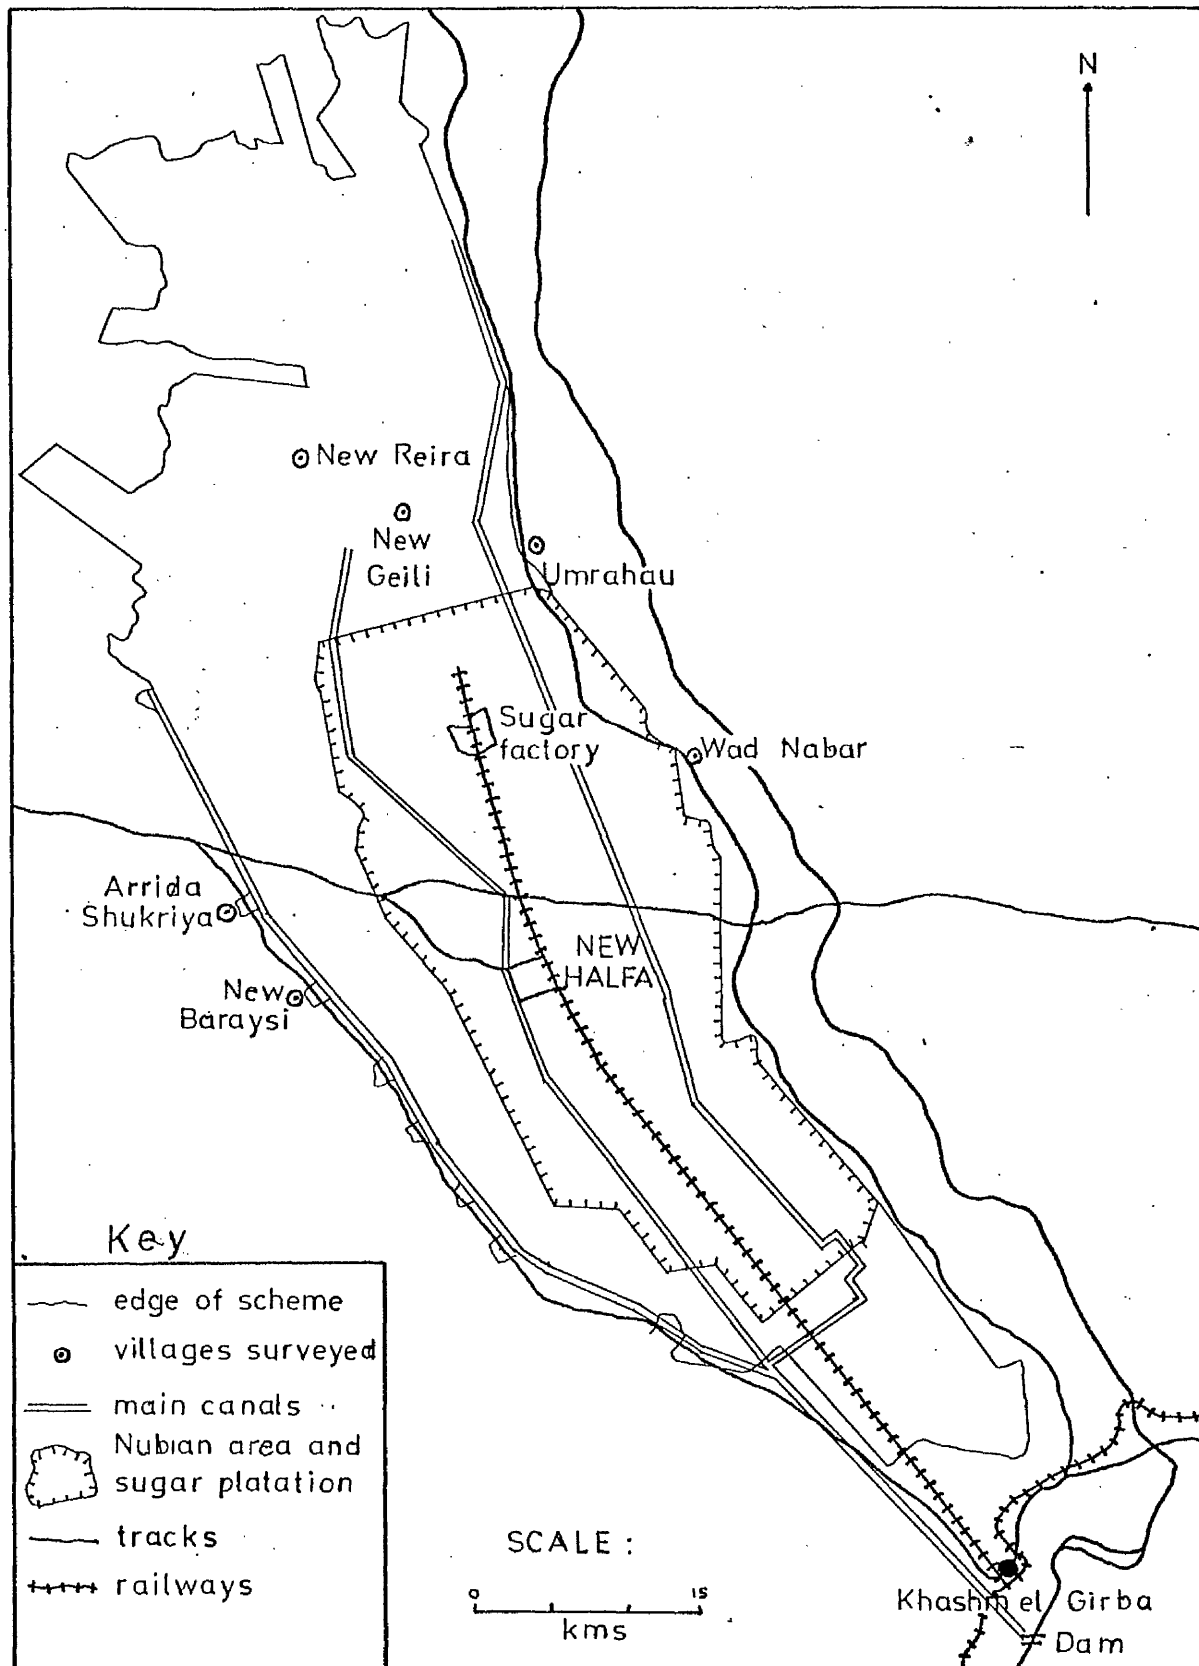 N
New Reira
New
Geili
Umrahau
Sugar
factory
Wad Nabar
Arrida
Shukriya
NEW
HALFA
New
Baraysi
Key
edge of scheme
villages surveyed
main canals
Nubian area and
sugar platation
tracks
railways
SCALE :
0 15
kms
Khashm el Girba
Dam